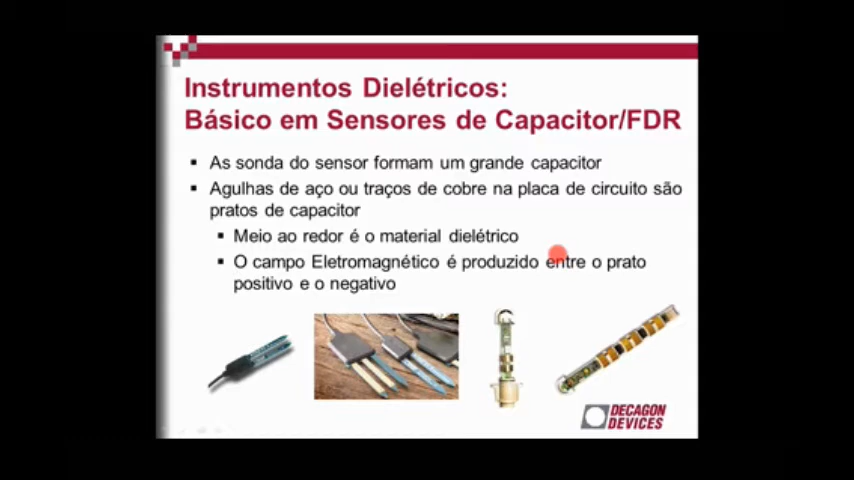 Instrumentos Dielétricos:
Básico em Sensores de Capacitor/FDR
As sonda do sensor formam um grande capacitor
Agulhas de aço ou traços de cobre na placa de circuito são
pratos de capacitor
Meio ao redor é o material dielétrico
O campo Eletromagnético é produzido entre o prato
positivo e o negativo
DECAGON
DEVICES